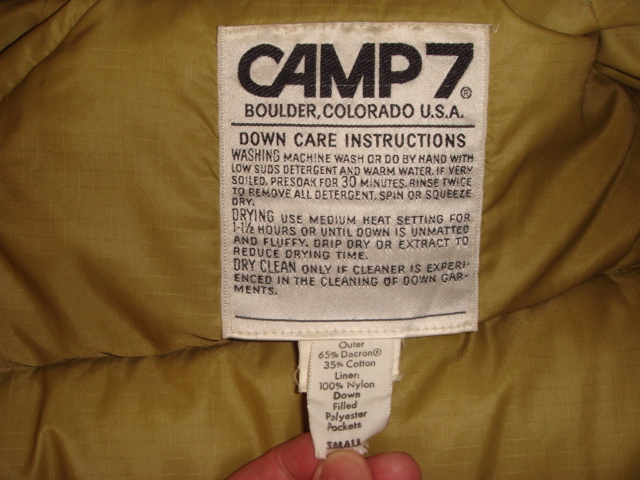 CAMP 7®
BOULDER, COLORADO U.S.A.
DOWN CARE INSTRUCTIONS
WASHING MACHINE WASH OR DO BY HAND WITH
LOW SUDS DETERGENT AND WARM WATER. IF VERY
SOILED, PRESOAK FOR 30 MINUTES. RINSE TWICE
TO REMOVE ALL DETERGENT. SPIN OR SQUEEZE
DRY.
DRYING USE MEDIUM HEAT SETTING FOR
1-1½ HOURS OR UNTIL DOWN IS UNMATTED
AND FLUFFY. DRIP DRY OR EXTRACT TO
REDUCE DRYING TIME.
DRY CLEAN ONLY IF CLEANER IS EXPERI-
ENCED IN THE CLEANING OF DOWN GAR-
MENTS.
Outer
65% Dacron®
35% Cotton
Liner:
100% Nylon
Down
Filled
Polyester
Pockets
SMALL